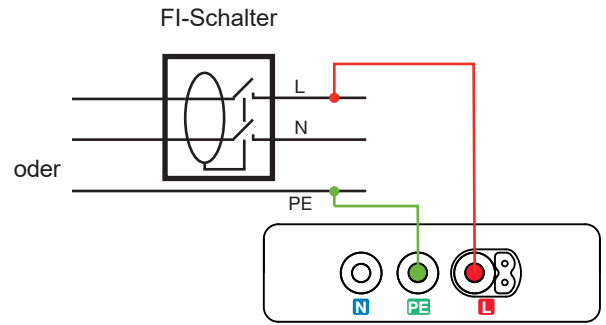 FI-Schalter
L
N
oder
PE
N PE L